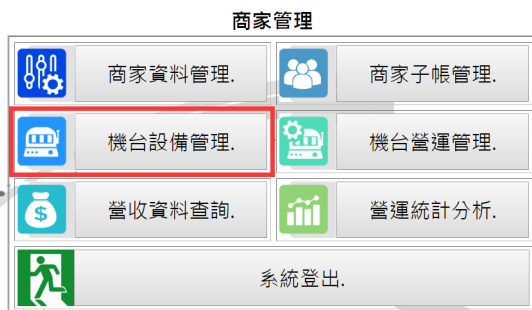 商家管理
商家資料管理.
商家子帳管理.
機台設備管理.
機台營運管理.
營收資料查詢.
營運統計分析.
系統登出.